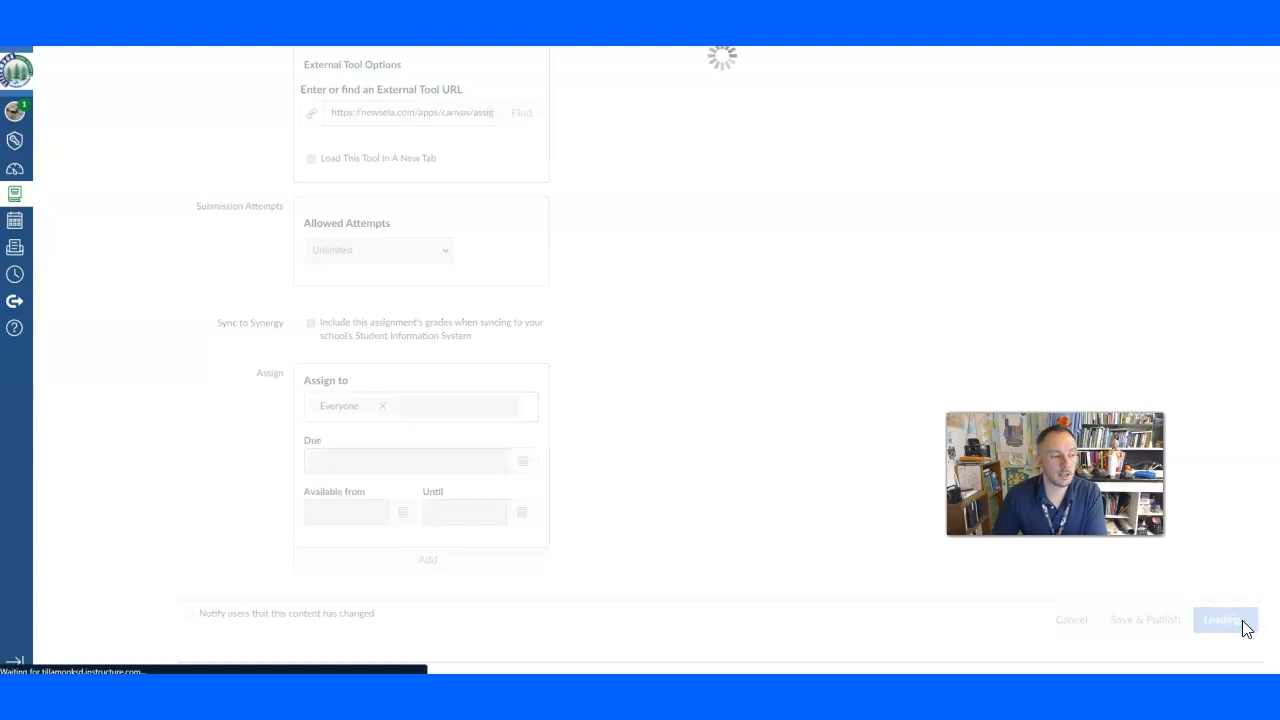 External Tool Options
Enter or find an External Tool URL
https://newsela.com/apps/canvas/assig
Find
Load This Tool In A New Tab
Submission Attempts
Allowed Attempts
Unlimited
Sync to Synergy
Include this assignment's grades when syncing to your
school's Student Information System
Assign
Assign to
Everyone
Due
Available from
Until
Add
Notify users that this content has changed
Cancel
Save & Publish
Loading
Waiting for tillamooksd.instructure.com...
1